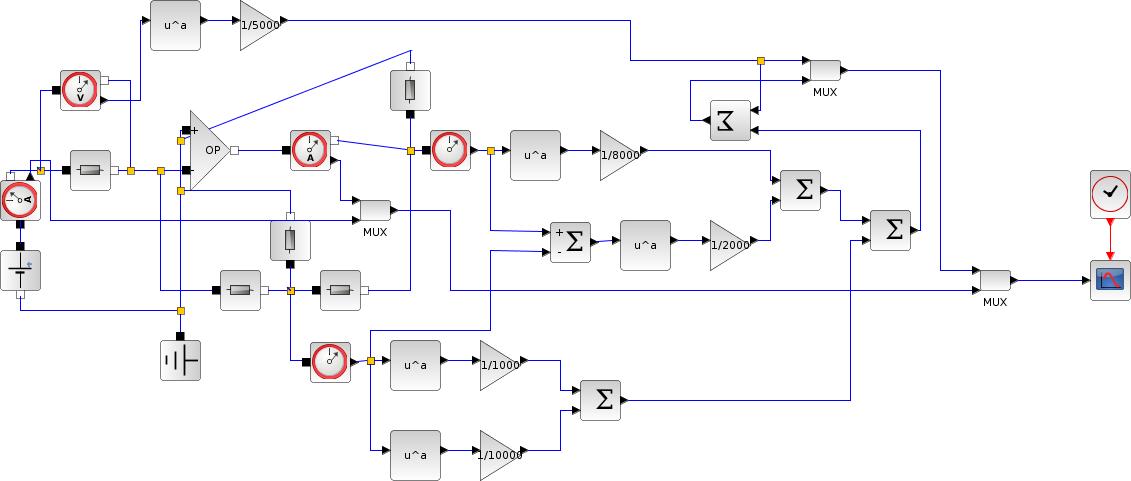 u^a
1/5000
V
MUX
Σ
+
OP
-
A
u^a
1/8000
A
Σ
MUX
Σ
+
-
Σ
u^a
1/2000
MUX
u^a
1/1000
Σ
u^a
1/10000